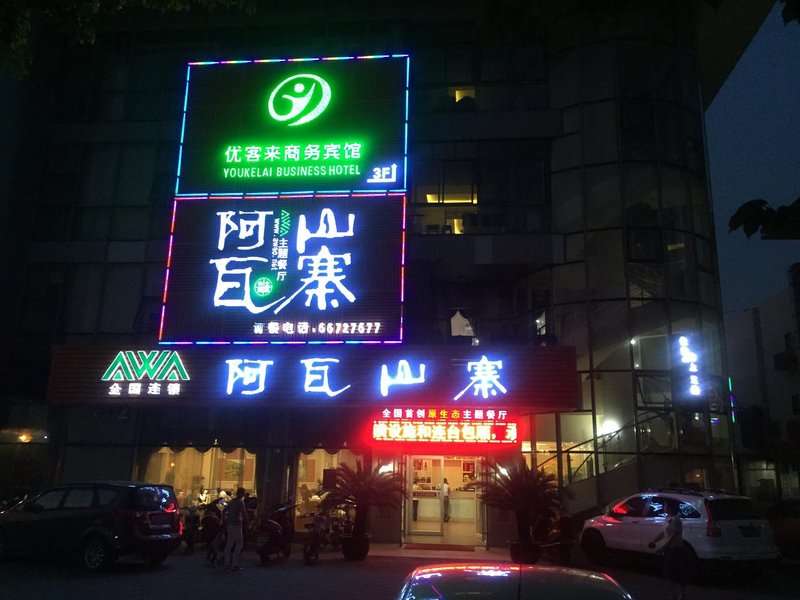 优客来商务宾馆
YOUKELAI BUSINESS HOTEL
3F
阿瓦山寨
主题餐厅
订餐电话:66727677
AWA
全国连锁
阿瓦山寨
全国首创原生态主题餐厅